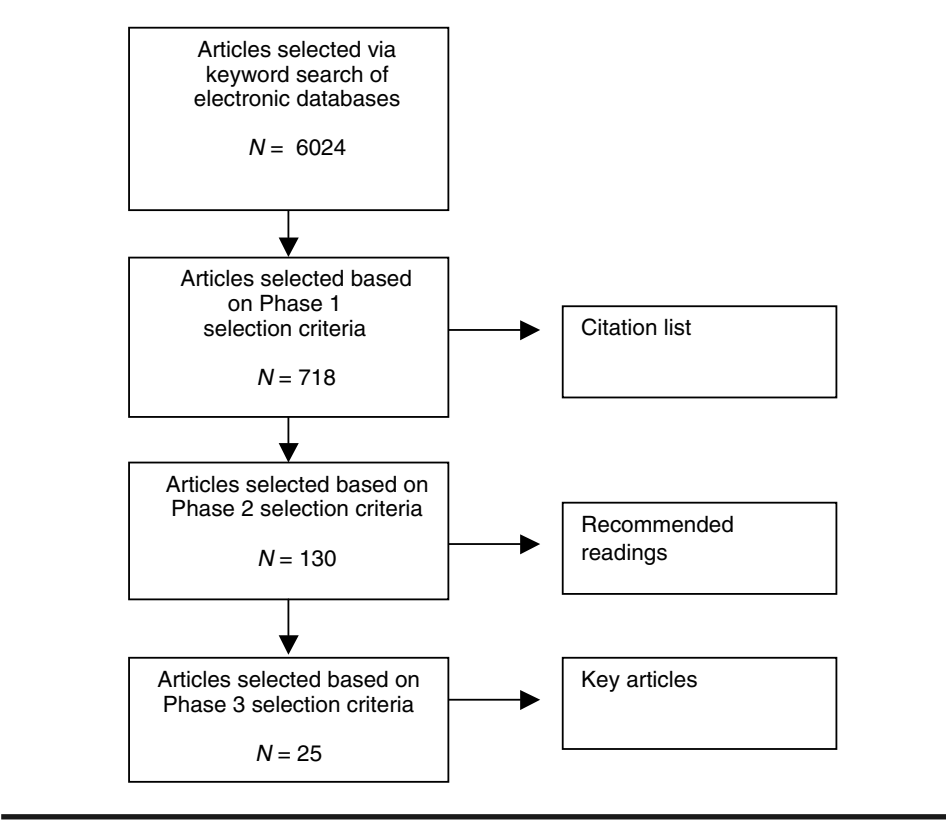 Articles selected via
keyword search of
electronic databases
N = 6024
Articles selected based
on Phase 1
selection criteria
N = 718
Citation list
Articles selected based on
Phase 2 selection criteria
N = 130
Recommended
readings
Articles selected based on
Phase 3 selection criteria
N = 25
Key articles